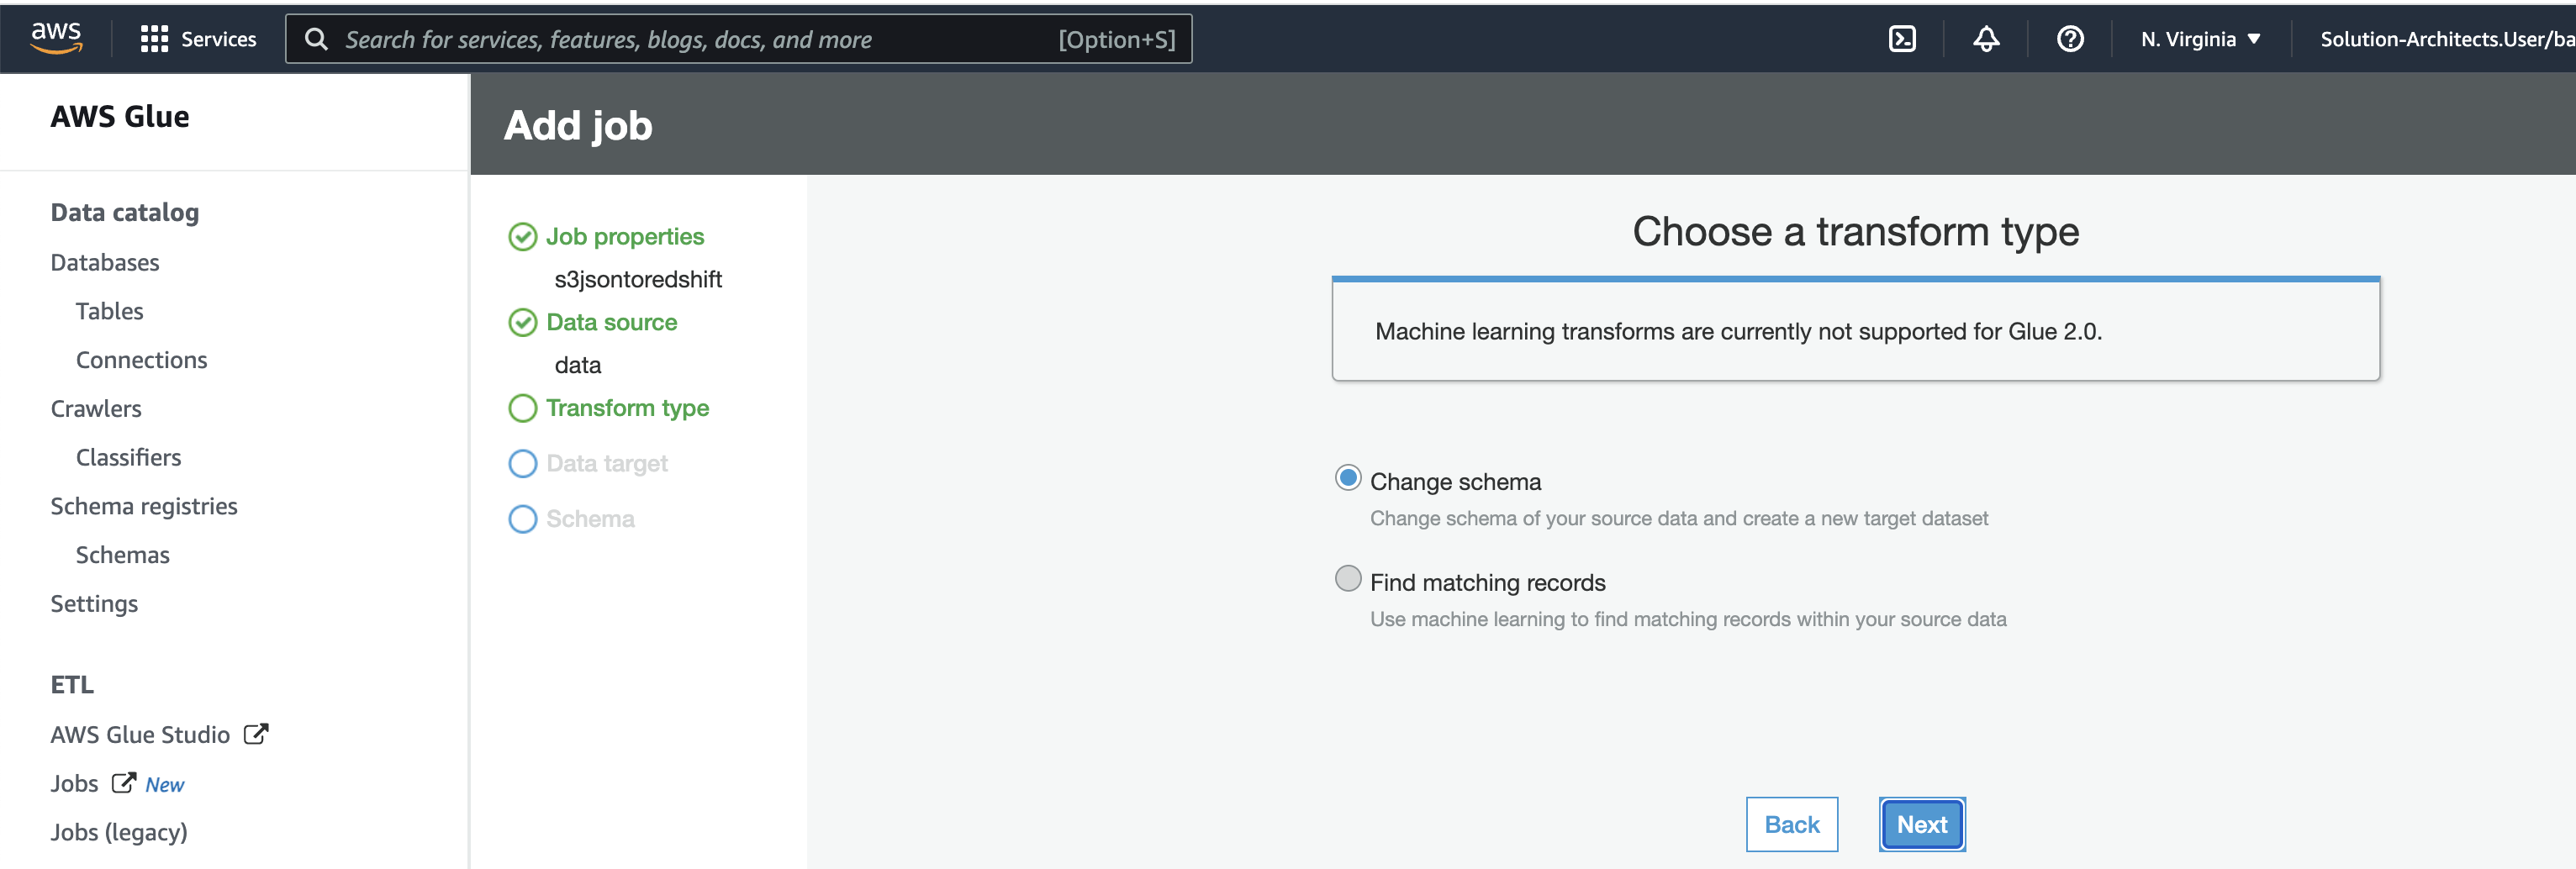 aws
Services
Search for services, features, blogs, docs, and more
[Option+S]
N. Virginia
Solution-Architects.User/ba
AWS Glue
Data catalog
Databases
Tables
Connections
Crawlers
Classifiers
Schema registries
Schemas
Settings
ETL
AWS Glue Studio
Jobs New
Jobs (legacy)
Add job
Job properties
s3jsontoredshift
Data source
data
Transform type
Data target
Schema
Choose a transform type
Machine learning transforms are currently not supported for Glue 2.0.
Change schema
Change schema of your source data and create a new target dataset
Find matching records
Use machine learning to find matching records within your source data
Back
Next